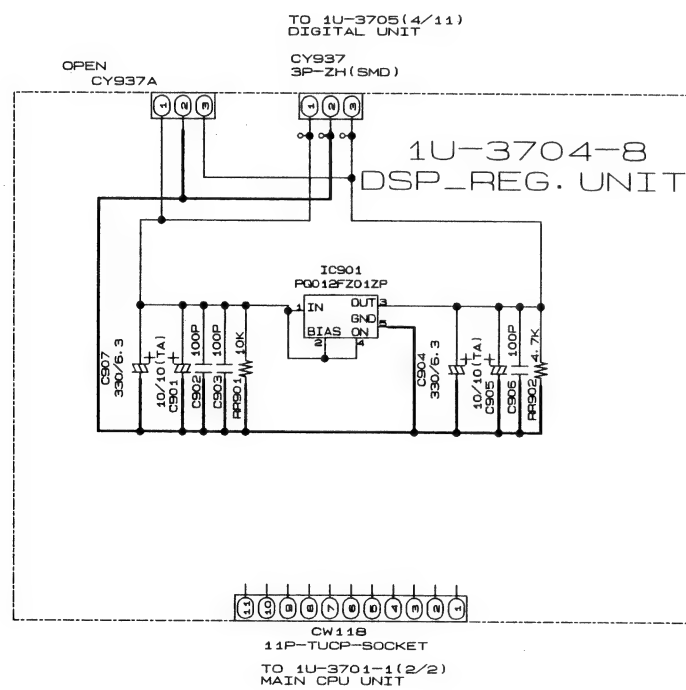 TO 1U-3705(4/11)
DIGITAL UNIT
OPEN
CY937A
CY937
3P-ZH(SMD)
1 2 3
1 2 3
1U-3704-8
DSP_REG. UNIT
IC901
PQ012FZ01ZP
1 IN OUT 3
GND 5
BIAS ON
2 4
C907
330/6.3
10/10(TA)
C901
100P
C902
100P
C903
10K
RR901
C904
330/6.3
10/10(TA)
C905
100P
C906
4.7K
RR902
11 10 9 8 7 6 5 4 3 2 1
CW118
11P-TUCP-SOCKET
TO 1U-3701-1(2/2)
MAIN CPU UNIT